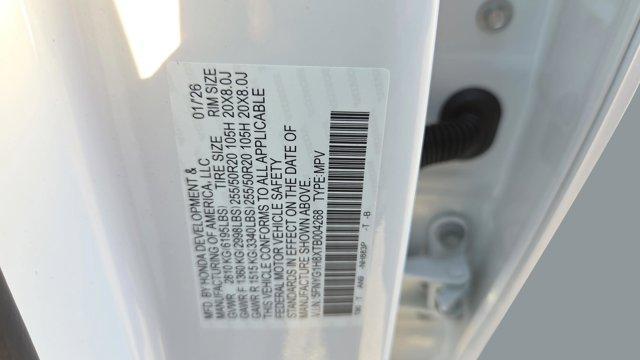 MFD. BY HONDA DEVELOPMENT & 01/26
MANUFACTURING OF AMERICA, LLC
TIRE SIZE RIM SIZE
GVWR 2810 KG(6195LBS) 255/50R20 105H 20X8.0J
GAWR F 1360 KG(2998LBS) 255/50R20 105H 20X8.0J
GAWR R 1515 KG(3340LBS)
THIS VEHICLE CONFORMS TO ALL APPLICABLE
FEDERAL MOTOR VEHICLE SAFETY
STANDARDS IN EFFECT ON THE DATE OF
MANUFACTURE SHOWN ABOVE.
V.I.N.: 5FNYG1H8XTB004268 TYPE:MPV
NH883P -T -B